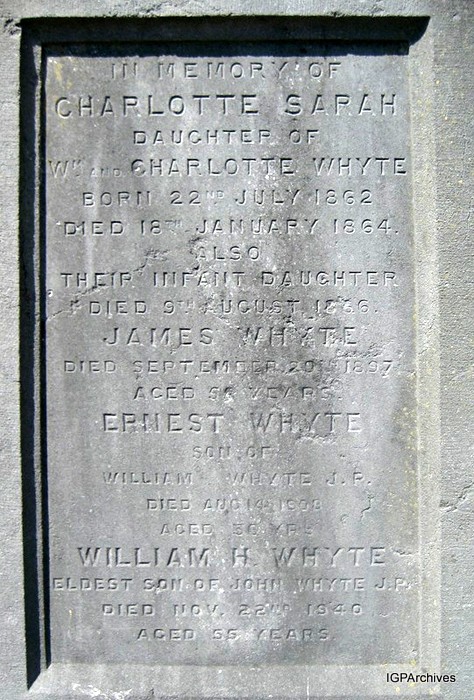 IN MEMORY OF
CHARLOTTE SARAH
DAUGHTER OF
WM AND CHARLOTTE WHYTE
BORN 22ND JULY 1862
DIED 18TH JANUARY 1864.
ALSO
THEIR INFANT DAUGHTER
DIED 9TH AUGUST 1866.
JAMES WHYTE
DIED SEPTEMBER 20TH 1897
AGED YEARS.
ERNEST WHYTE
SON OF
WILLIAM WHYTE J.P.
DIED AUG 14
AGED YRS
WILLIAM H. WHYTE
ELDEST SON OF JOHN WHYTE J.P.
DIED NOV. 22ND 1940
AGED 55 YEARS
IGPArchives